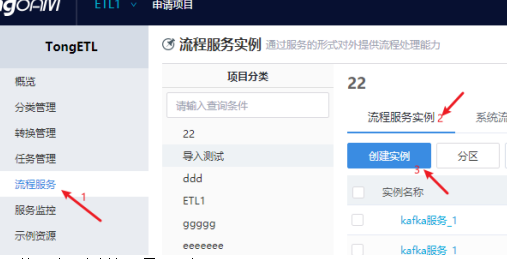 ETL1
申请项目
TongETL
概览
分类管理
转换管理
任务管理
流程服务
1
服务监控
示例资源
流程服务实例 通过服务的形式对外提供流程处理能力
项目分类
请输入查询条件
22
导入测试
ddd
ETL1
ggggg
eeeeeee
22
流程服务实例 2
创建实例
分区
3
实例名称
kafka服务_1
kafka服务_1